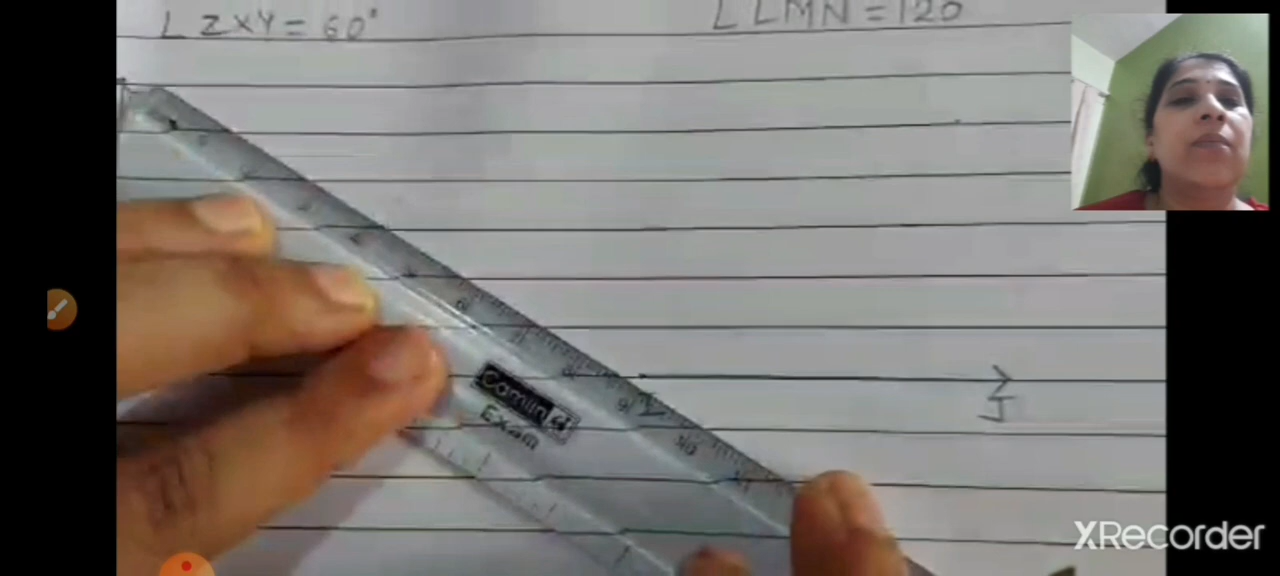 ∠ZXY = 60°
∠LMN = 120
Camlin
Exam
J
XRecorder